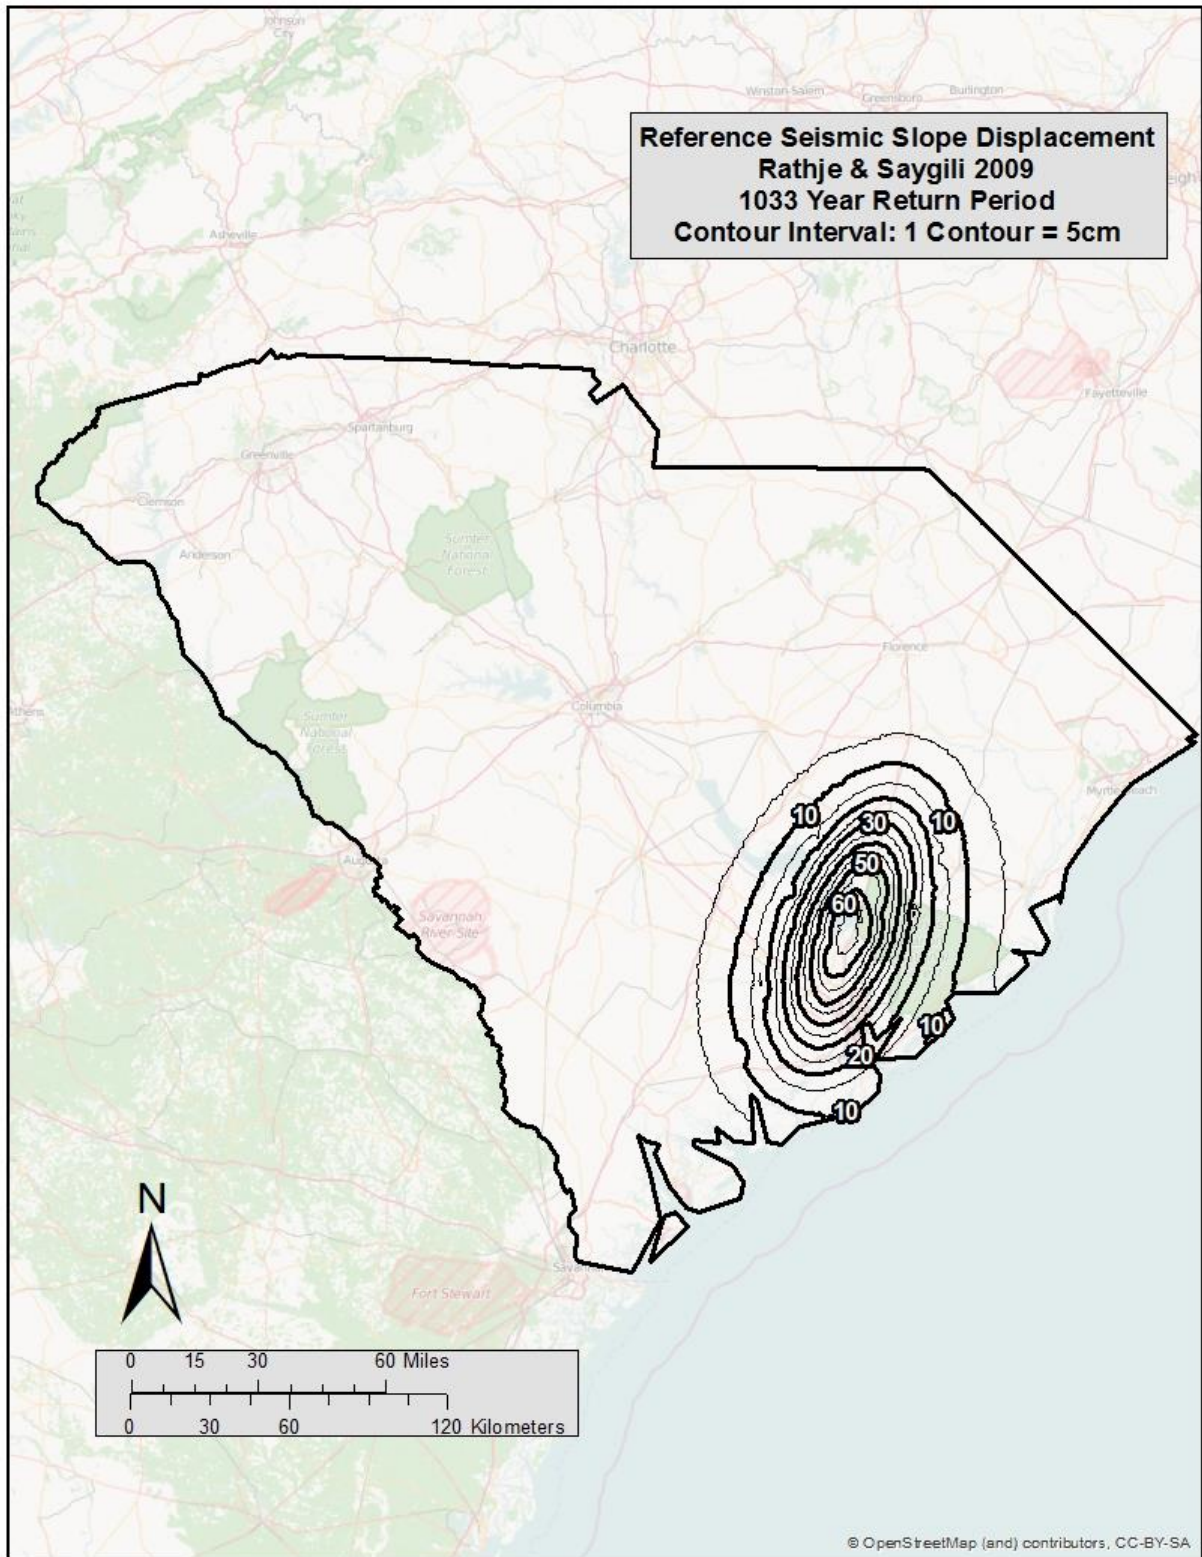 Johnson
City
Winston-Salem
Greensboro
Burlington
Reference Seismic Slope Displacement
Rathje & Saygili 2009
1033 Year Return Period
Contour Interval: 1 Contour = 5cm
eigh
Asheville
Charlotte
Fayetteville
Spartanburg
Greenville
Clemson
Anderson
Sumter
National
Forest
Florence
Columbia
Sumter
National
Forest
Myrtle Beach
10
30
10
50
60
Savannah
River Site
10
20
10
N
Fort Stewart
0 15 30 60 Miles
0 30 60 120 Kilometers
© OpenStreetMap (and) contributors, CC-BY-SA